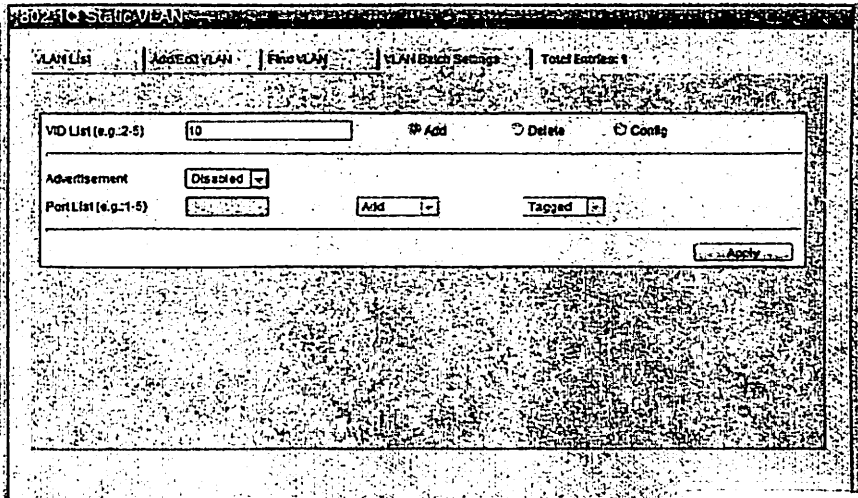 802.1Q Static VLAN
VLAN List Add/Edit VLAN Find VLAN VLAN Batch Settings Total Entries: 1
VID List (e.g.:2-5) 10 Add Delete Config
Advertisement Disabled
Port List (e.g.:1-5) Add Tagged
Apply